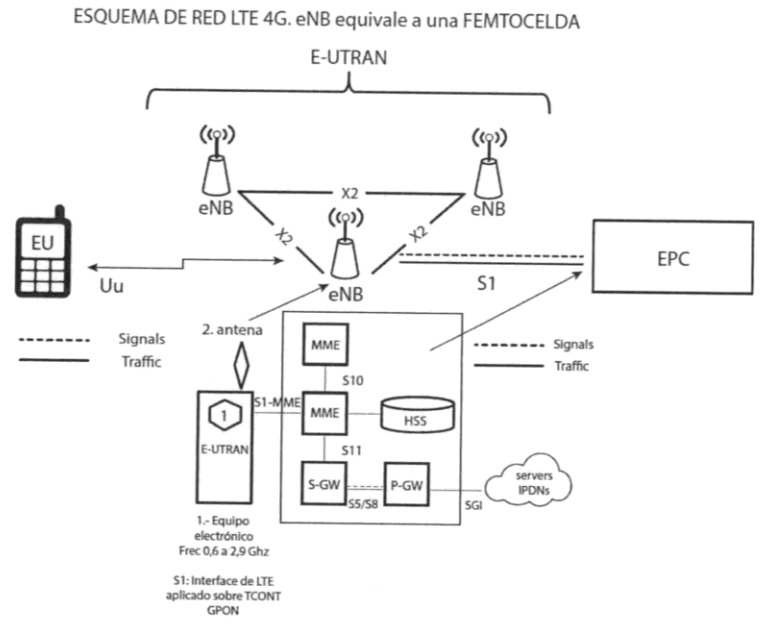 ESQUEMA DE RED LTE 4G. eNB equivale a una FEMTOCELDA
E-UTRAN
eNB
X2
eNB
X2
X2
EU
Uu
eNB
S1
EPC
Signals
Traffic
2. antena
Signals
Traffic
MME
S10
S1-MME
MME
HSS
1
E-UTRAN
S11
S-GW
S5/S8
P-GW
SGI
servers
IPDNs
1.- Equipo
electrónico
Frec 0,6 a 2,9 Ghz
S1: Interface de LTE
aplicado sobre TCONT
GPON